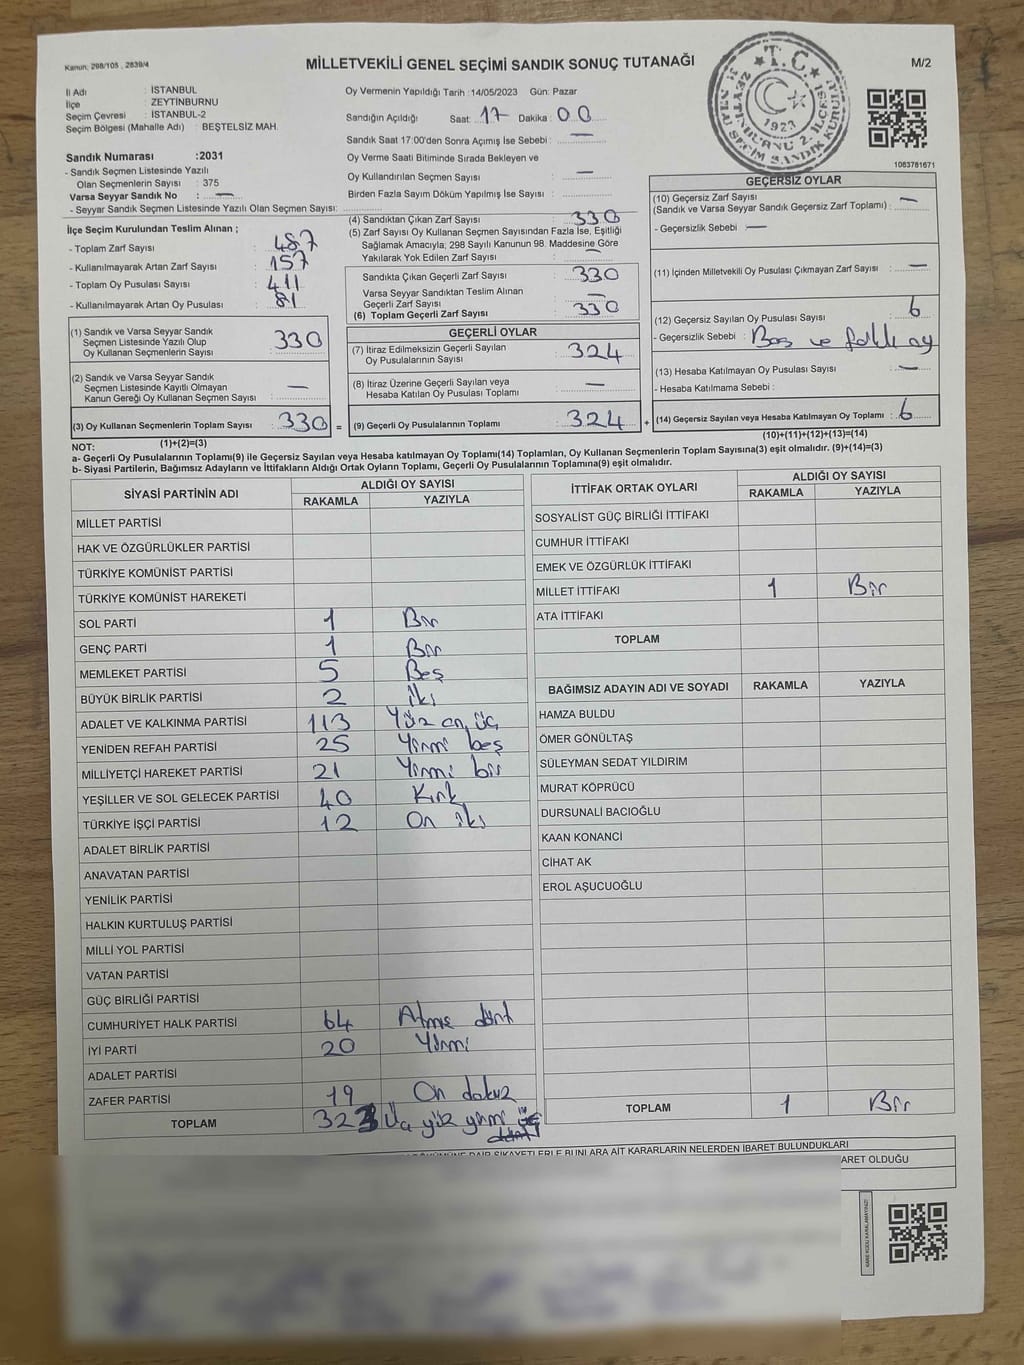 Kanun: 298/105 , 2839/4
MİLLETVEKİLİ GENEL SEÇİMİ SANDIK SONUÇ TUTANAĞI
M/2
İl Adı : İSTANBUL
İlçe : ZEYTİNBURNU
Seçim Çevresi : İSTANBUL-2
Seçim Bölgesi (Mahalle Adı) : BEŞTELSİZ MAH.
Sandık Numarası :2031
- Sandık Seçmen Listesinde Yazılı
Olan Seçmenlerin Sayısı : 375
Varsa Seyyar Sandık No : —
- Seyyar Sandık Seçmen Listesinde Yazılı Olan Seçmen Sayısı:
İlçe Seçim Kurulundan Teslim Alınan ;
- Toplam Zarf Sayısı : 487
- Kullanılmayarak Artan Zarf Sayısı : 157
- Toplam Oy Pusulası Sayısı : 411
- Kullanılmayarak Artan Oy Pusulası : 81
Oy Vermenin Yapıldığı Tarih : 14/05/2023 Gün: Pazar
Sandığın Açıldığı Saat: 17 Dakika : 00
Sandık Saat 17:00'den Sonra Açımış İse Sebebi : —
Oy Verme Saati Bitiminde Sırada Bekleyen ve
Oy Kullandırılan Seçmen Sayısı : —
Birden Fazla Sayım Döküm Yapılmış İse Sayısı :
(4) Sandıktan Çıkan Zarf Sayısı : 330
(5) Zarf Sayısı Oy Kullanan Seçmen Sayısından Fazla İse, Eşitliği
Sağlamak Amacıyla; 298 Sayılı Kanunun 98. Maddesine Göre
Yakılarak Yok Edilen Zarf Sayısı : —
Sandıkta Çıkan Geçerli Zarf Sayısı : 330
Varsa Seyyar Sandıktan Teslim Alınan
Geçerli Zarf Sayısı : —
(6) Toplam Geçerli Zarf Sayısı : 330
T.C.
ZEYTİNBURNU 2. İLÇESİ
1923
31 NOLU SEÇİM SANDIK KURULU
1063781671
GEÇERSİZ OYLAR
(10) Geçersiz Zarf Sayısı
(Sandık ve Varsa Seyyar Sandık Geçersiz Zarf Toplamı) : —
- Geçersizlik Sebebi : —
(11) İçinden Milletvekili Oy Pusulası Çıkmayan Zarf Sayısı : —
(12) Geçersiz Sayılan Oy Pusulası Sayısı : 6
- Geçersizlik Sebebi : Boş ve farklı oy
(13) Hesaba Katılmayan Oy Pusulası Sayısı : —
- Hesaba Katılmama Sebebi :
(14) Geçersiz Sayılan veya Hesaba Katılmayan Oy Toplamı : 6
(1) Sandık ve Varsa Seyyar Sandık
Seçmen Listesinde Yazılı Olup
Oy Kullanan Seçmenlerin Sayısı : 330
(2) Sandık ve Varsa Seyyar Sandık
Seçmen Listesinde Kayıtlı Olmayan
Kanun Gereği Oy Kullanan Seçmen Sayısı : —
(3) Oy Kullanan Seçmenlerin Toplam Sayısı : 330 =
GEÇERLİ OYLAR
(7) İtiraz Edilmeksizin Geçerli Sayılan
Oy Pusulalarının Sayısı : 324
(8) İtiraz Üzerine Geçerli Sayılan veya
Hesaba Katılan Oy Pusulası Toplamı : —
(9) Geçerli Oy Pusulalarının Toplamı : 324 +
(1)+(2)=(3)
(10)+(11)+(12)+(13)=(14)
NOT:
a- Geçerli Oy Pusulalarının Toplamı(9) ile Geçersiz Sayılan veya Hesaba katılmayan Oy Toplamı(14) Toplamları, Oy Kullanan Seçmenlerin Toplam Sayısına(3) eşit olmalıdır. (9)+(14)=(3)
b- Siyasi Partilerin, Bağımsız Adayların ve İttifakların Aldığı Ortak Oyların Toplamı, Geçerli Oy Pusulalarının Toplamına(9) eşit olmalıdır.
SİYASİ PARTİNİN ADI ALDIĞI OY SAYISI
RAKAMLA YAZIYLA
MİLLET PARTİSİ
HAK VE ÖZGÜRLÜKLER PARTİSİ
TÜRKİYE KOMÜNİST PARTİSİ
TÜRKİYE KOMÜNİST HAREKETİ
SOL PARTİ 1 Bir
GENÇ PARTİ 1 Bir
MEMLEKET PARTİSİ 5 Beş
BÜYÜK BİRLİK PARTİSİ 2 iki
ADALET VE KALKINMA PARTİSİ 113 Yüz on üç
YENİDEN REFAH PARTİSİ 25 Yirmi beş
MİLLİYETÇİ HAREKET PARTİSİ 21 Yirmi bir
YEŞİLLER VE SOL GELECEK PARTİSİ 40 Kırk
TÜRKİYE İŞÇİ PARTİSİ 12 On iki
ADALET BİRLİK PARTİSİ
ANAVATAN PARTİSİ
YENİLİK PARTİSİ
HALKIN KURTULUŞ PARTİSİ
MİLLİ YOL PARTİSİ
VATAN PARTİSİ
GÜÇ BİRLİĞİ PARTİSİ
CUMHURİYET HALK PARTİSİ 64 Atmış dört
İYİ PARTİ 20 Yirmi
ADALET PARTİSİ
ZAFER PARTİSİ 19 On dokuz
TOPLAM 323 Üç yüz yirmi üç
dört
İTTİFAK ORTAK OYLARI ALDIĞI OY SAYISI
RAKAMLA YAZIYLA
SOSYALİST GÜÇ BİRLİĞİ İTTİFAKI
CUMHUR İTTİFAKI
EMEK VE ÖZGÜRLÜK İTTİFAKI
MİLLET İTTİFAKI 1 Bir
ATA İTTİFAKI
TOPLAM
BAĞIMSIZ ADAYIN ADI VE SOYADI RAKAMLA YAZIYLA
HAMZA BULDU
ÖMER GÖNÜLTAŞ
SÜLEYMAN SEDAT YILDIRIM
MURAT KÖPRÜCÜ
DURSUNALİ BACIOĞLU
KAAN KONANCİ
CİHAT AK
EROL AŞUCUOĞLU
TOPLAM 1 Bir
DÖKÜMÜNE DAİR ŞİKAYETLERLE BUNLARA AİT KARARLARIN NELERDEN İBARET BULUNDUKLARI
ARET OLDUĞU